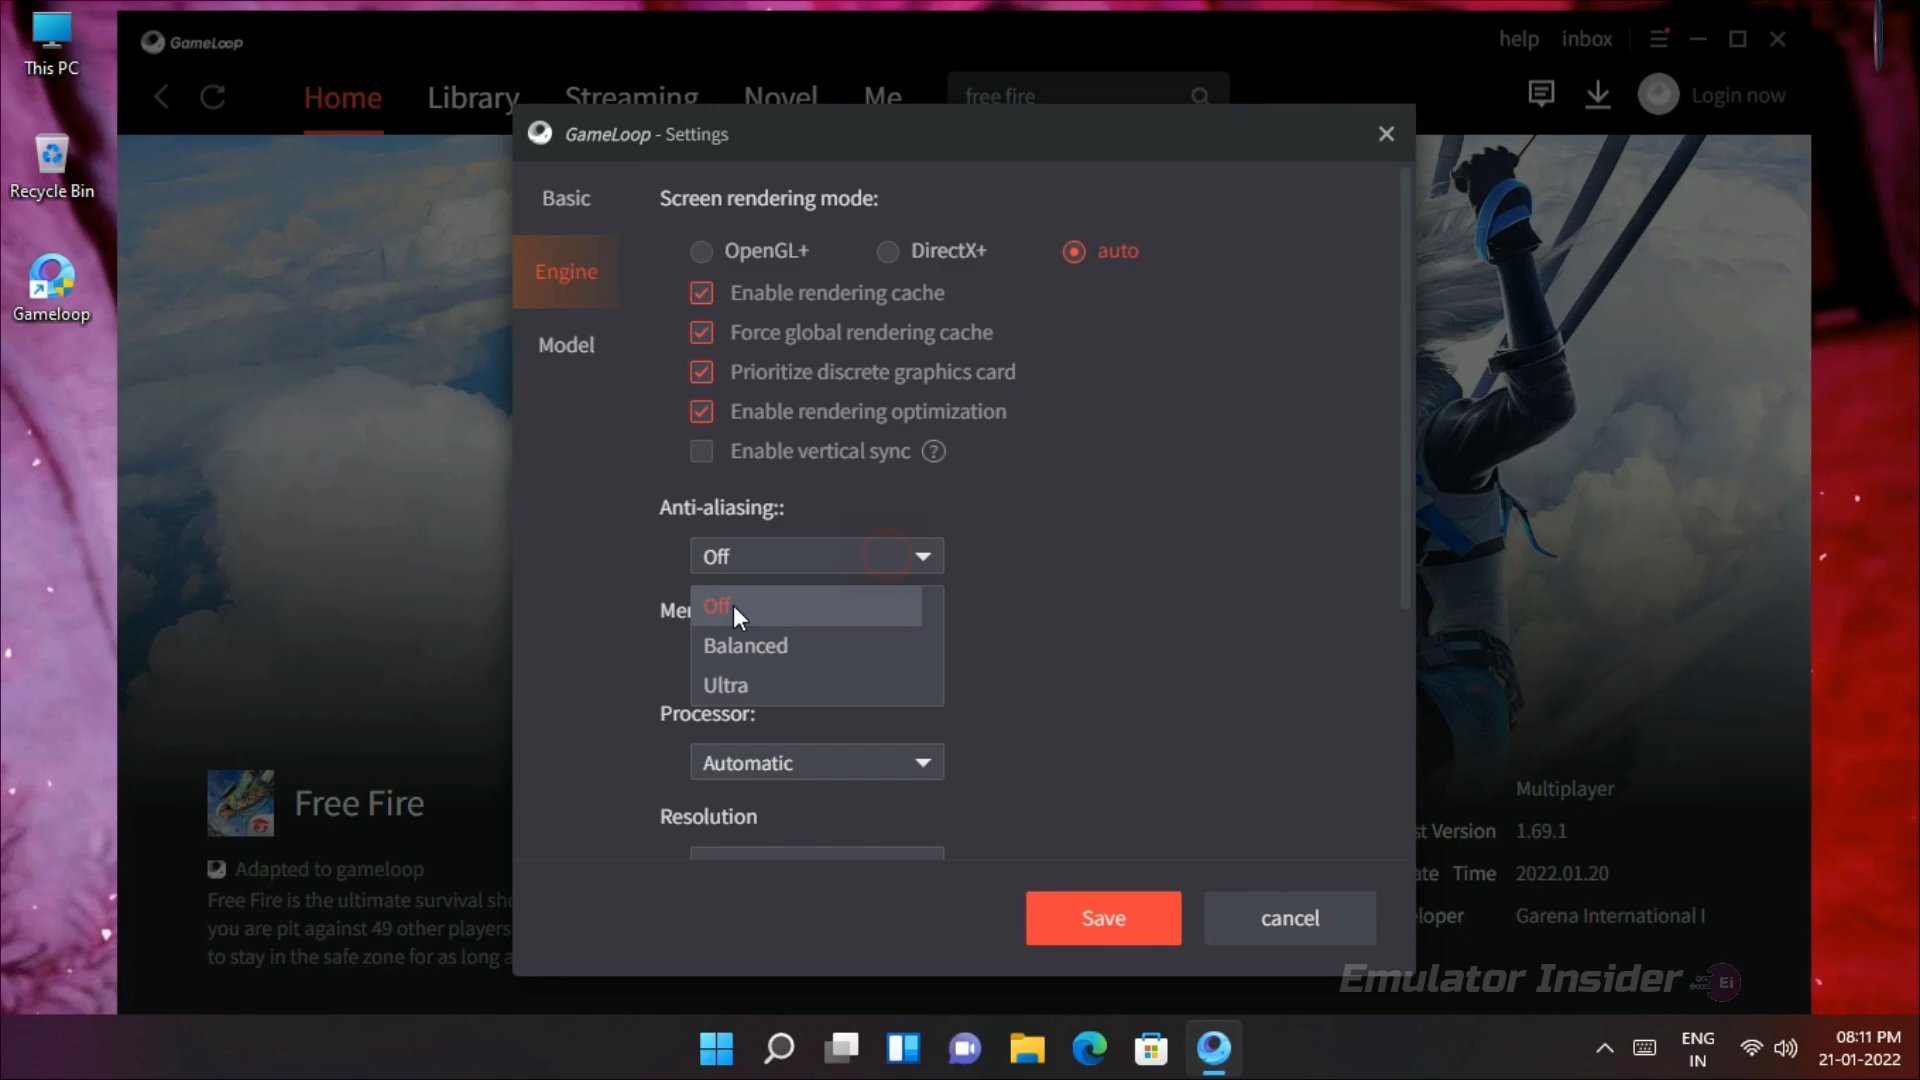 This PC
Recycle Bin
Gameloop
GameLoop
help inbox
Home Library Streaming Novel Me free fire
Login now
GameLoop - Settings
Basic
Engine
Model
Screen rendering mode:
OpenGL+ DirectX+ auto
Enable rendering cache
Force global rendering cache
Prioritize discrete graphics card
Enable rendering optimization
Enable vertical sync ?
Anti-aliasing::
Off
Off
Balanced
Ultra
Processor:
Automatic
Resolution
Save cancel
Free Fire
Adapted to gameloop
Free Fire is the ultimate survival
you are pit against 49 other players
to stay in the safe zone for as long
Multiplayer
Version 1.69.1
Time 2022.01.20
Garena International I
Emulator Insider Ei
ENG
IN
08:11 PM
21-01-2022